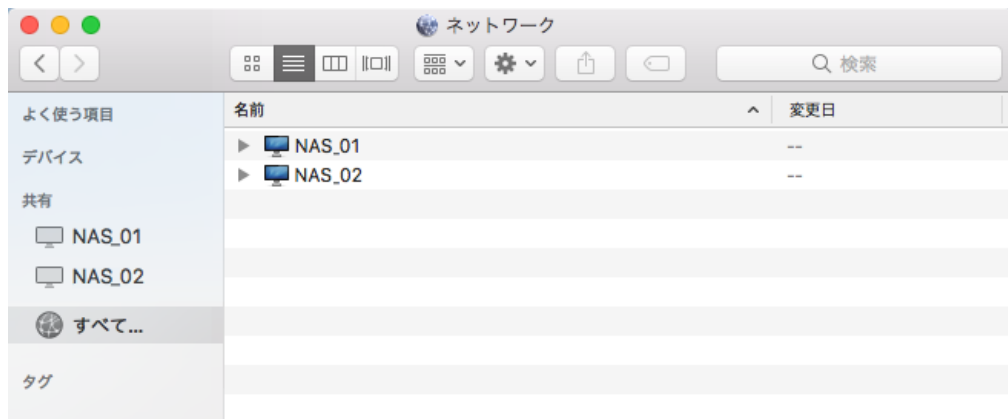 ネットワーク
検索
よく使う項目
デバイス
共有
NAS_01
NAS_02
すべて...
タグ
名前 変更日
NAS_01 --
NAS_02 --